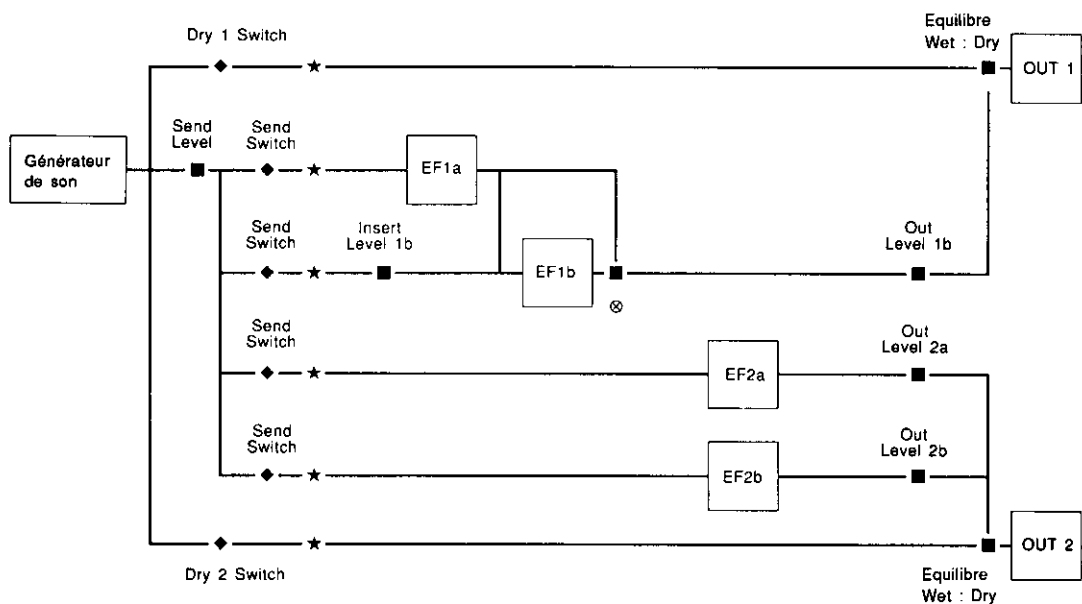 Dry 1 Switch
Equilibre
Wet : Dry
OUT 1
Send
Level
Send
Switch
Générateur
de son
EF1a
Send
Switch
Insert
Level 1b
EF1b
Out
Level 1b
Send
Switch
EF2a
Out
Level 2a
Send
Switch
EF2b
Out
Level 2b
OUT 2
Dry 2 Switch
Equilibre
Wet : Dry